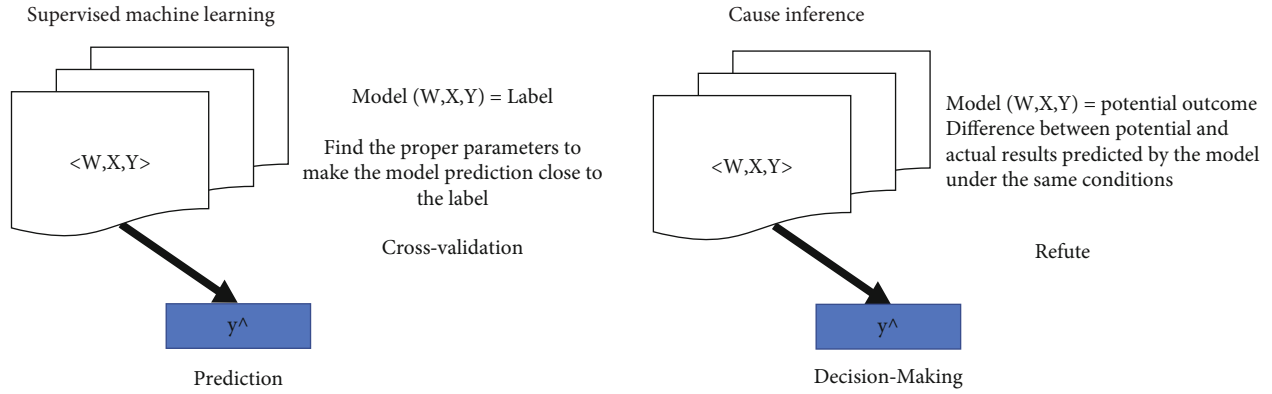 Supervised machine learning
<W,X,Y>
Model (W,X,Y) = Label
Find the proper parameters to
make the model prediction close to
the label
Cross-validation
y^
Prediction
Cause inference
<W,X,Y>
Model (W,X,Y) = potential outcome
Difference between potential and
actual results predicted by the model
under the same conditions
Refute
y^
Decision-Making